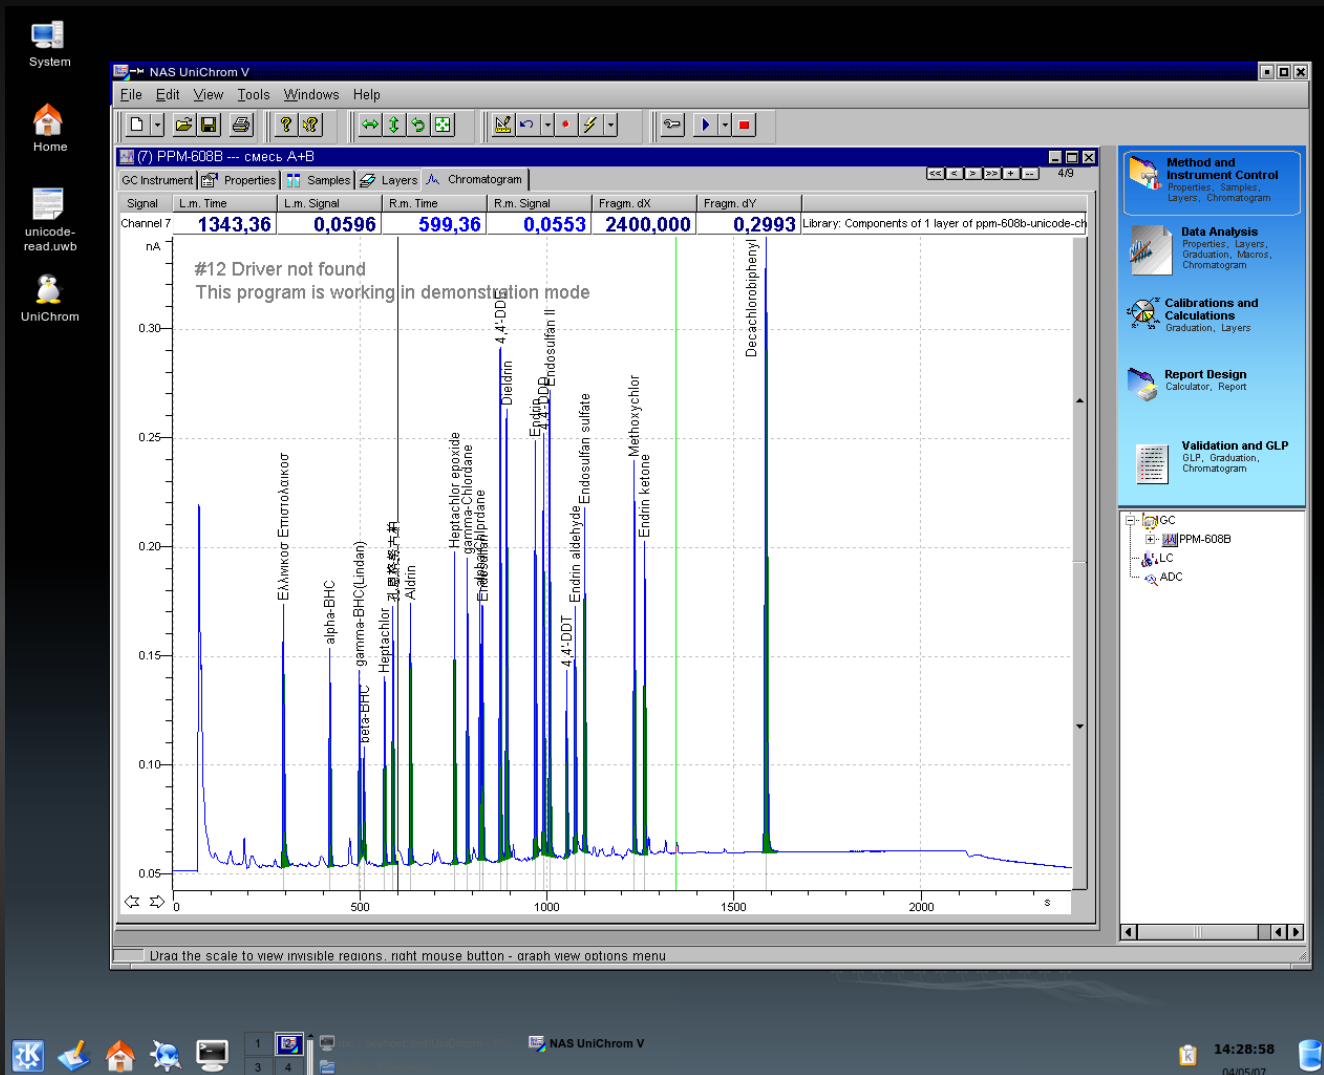 System
Home
unicode-
read.uwb
UniChrom
NAS UniChrom V
File Edit View Tools Windows Help
(7) PPM-608B --- смесь A+B
GC Instrument Properties Samples Layers Chromatogram
<< < > >> + --
4/9
Signal L.m. Time L.m. Signal R.m. Time R.m. Signal Fragm. dX Fragm. dY
Channel 7 1343,36 0,0596 599,36 0,0553 2400,000 0,2993 Library: Components of 1 layer of ppm-608b-unicode-ch
nA
#12 Driver not found
This program is working in demonstration mode
0.30
0.25
0.20
0.15
0.10
0.05
Ελλινικοσ Επιστολαικοσ
alpha-BHC
gamma-BHC(Lindan)
beta-BHC
Heptachlor
Aldrin
Heptachlor epoxide
gamma-Chlordane
4,4'-DDE
Dieldrin
Endrin
4,4'-DDD
Endosulfan II
4,4'-DDT
Endrin aldehyde
Endosulfan sulfate
Methoxychlor
Endrin ketone
Decachlorobiphenyl
0 500 1000 1500 2000 s
Drag the scale to view invisible regions, right mouse button - graph view options menu
Method and
Instrument Control
Properties, Samples,
Layers, Chromatogram
Data Analysis
Properties, Layers,
Graduation, Macros,
Chromatogram
Calibrations and
Calculations
Graduation, Layers
Report Design
Calculator, Report
Validation and GLP
GLP, Graduation,
Chromatogram
GC
PPM-608B
LC
ADC
1
3 4
NAS UniChrom V
14:28:58
04/05/07